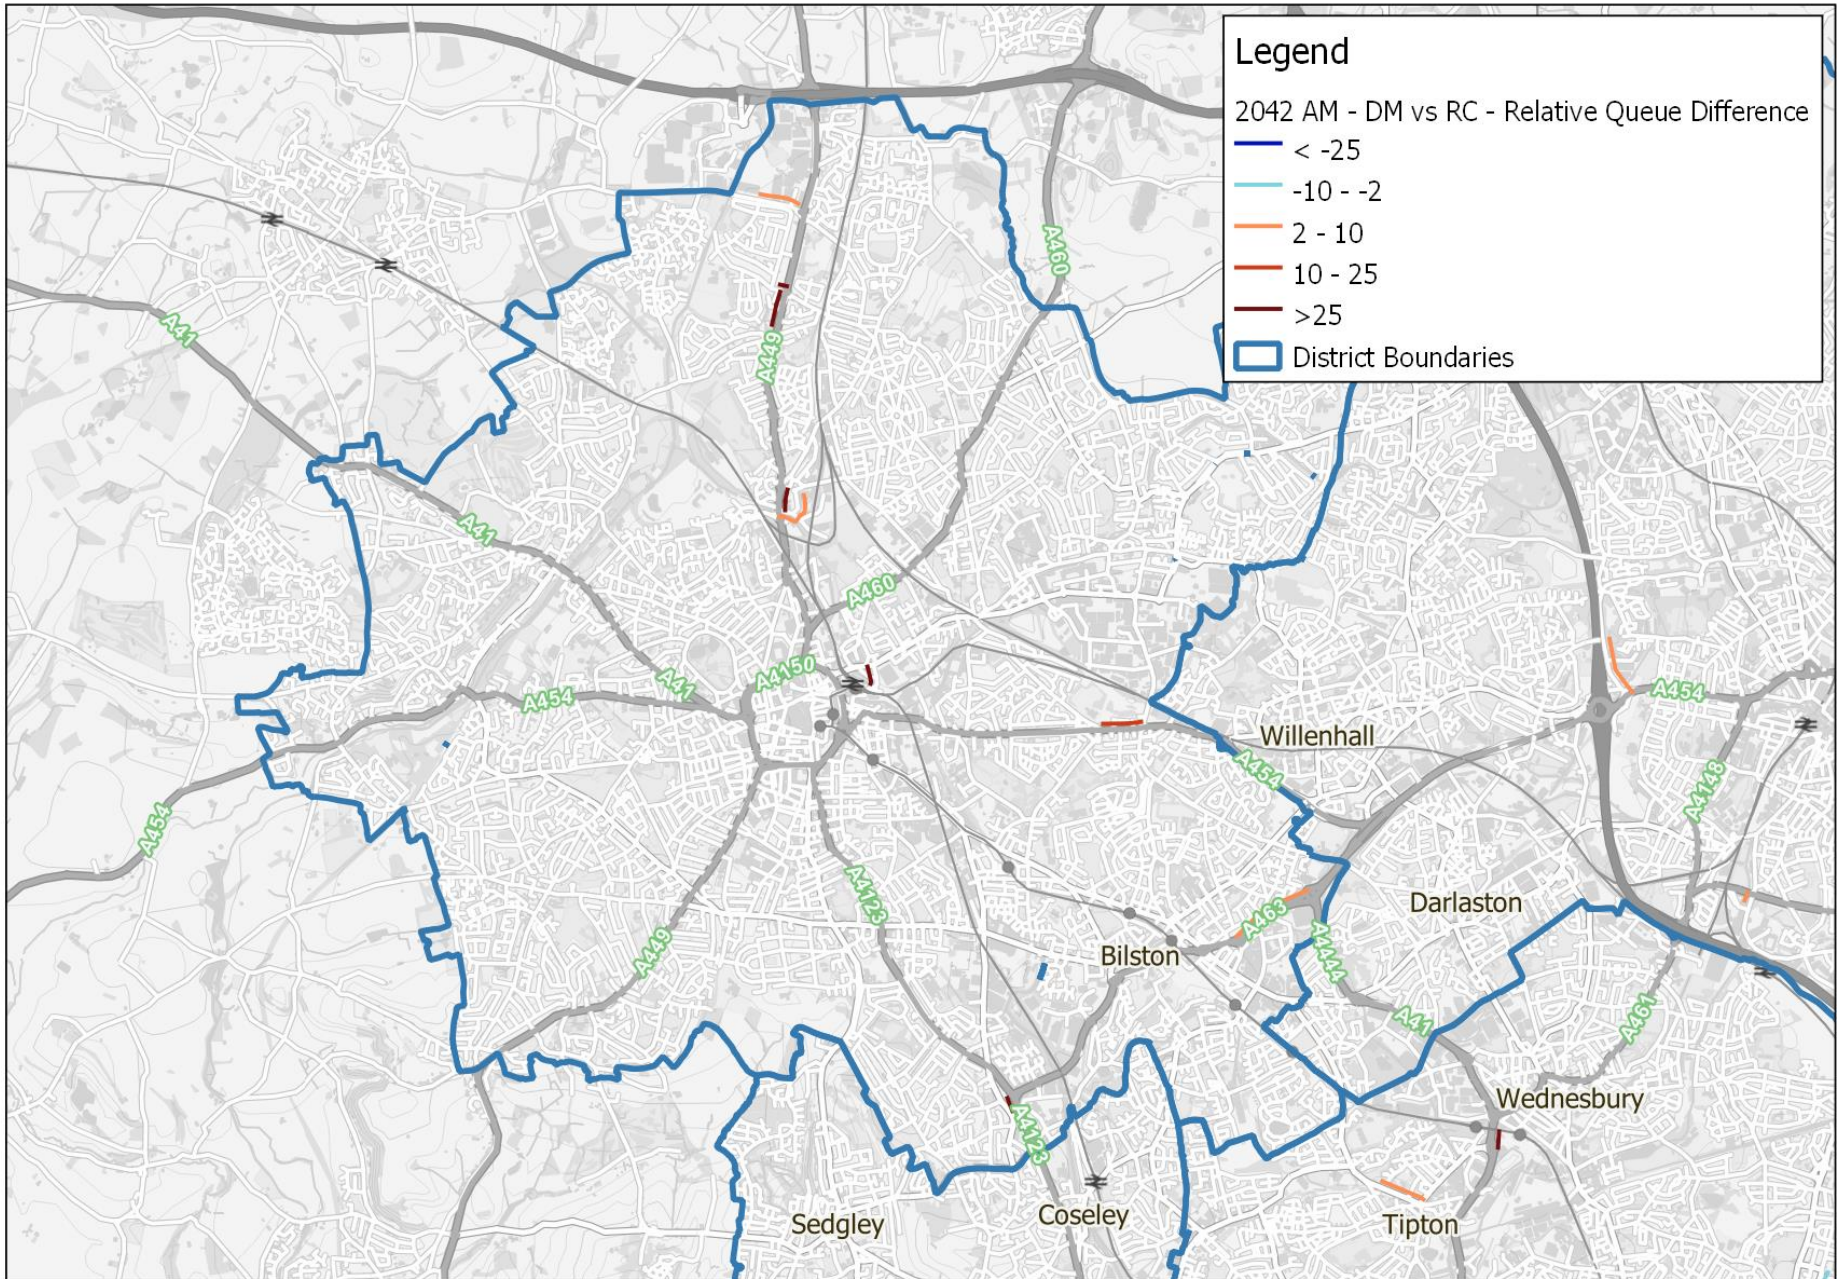 Legend
2042 AM - DM vs RC - Relative Queue Difference
< -25
-10 - -2
2 - 10
10 - 25
>25
District Boundaries
A460
A41
A449
A41
A460
A4150
A41
A454
A454
Willenhall
A454
A4148
A454
A4123
A463
Darlaston
A449
Bilston
A4444
A41
A461
Wednesbury
A4123
Sedgley
Coseley
Tipton